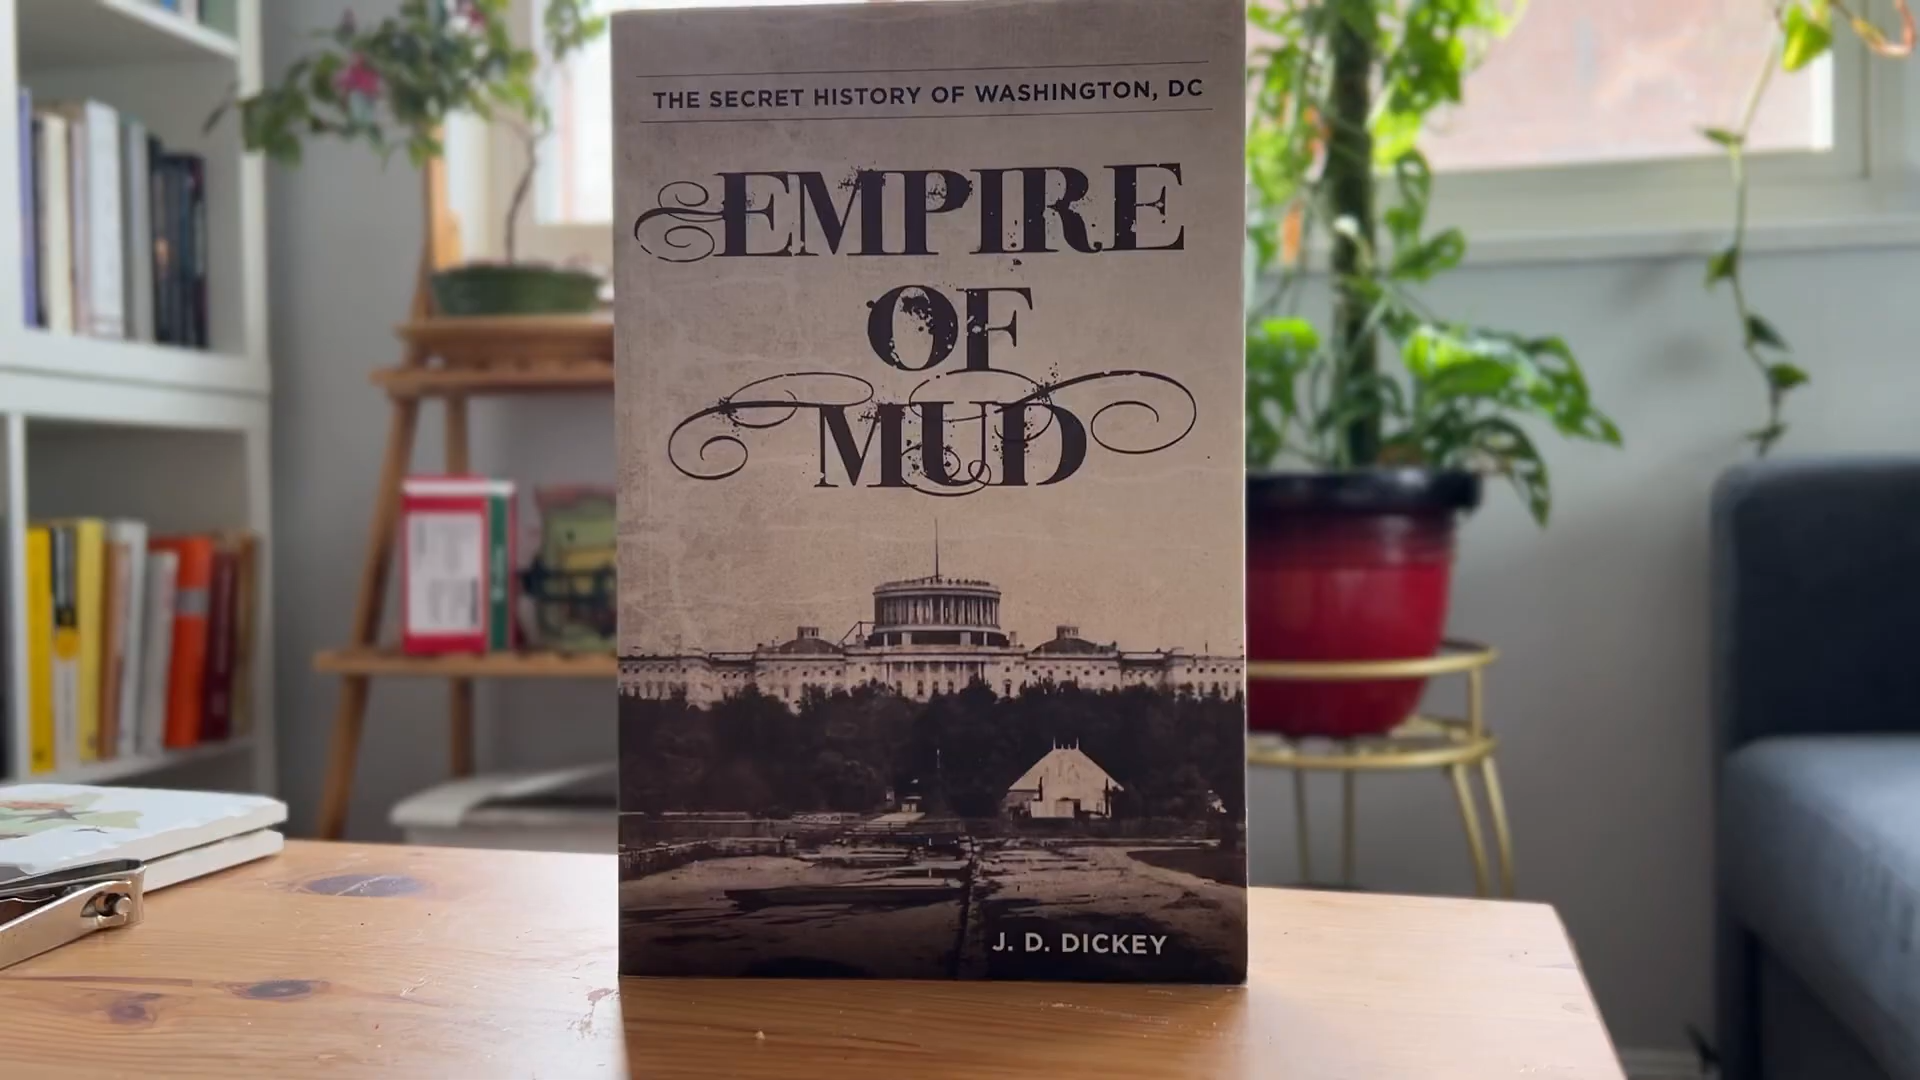 THE SECRET HISTORY OF WASHINGTON, DC
EMPIRE
OF
MUD
J. D. DICKEY